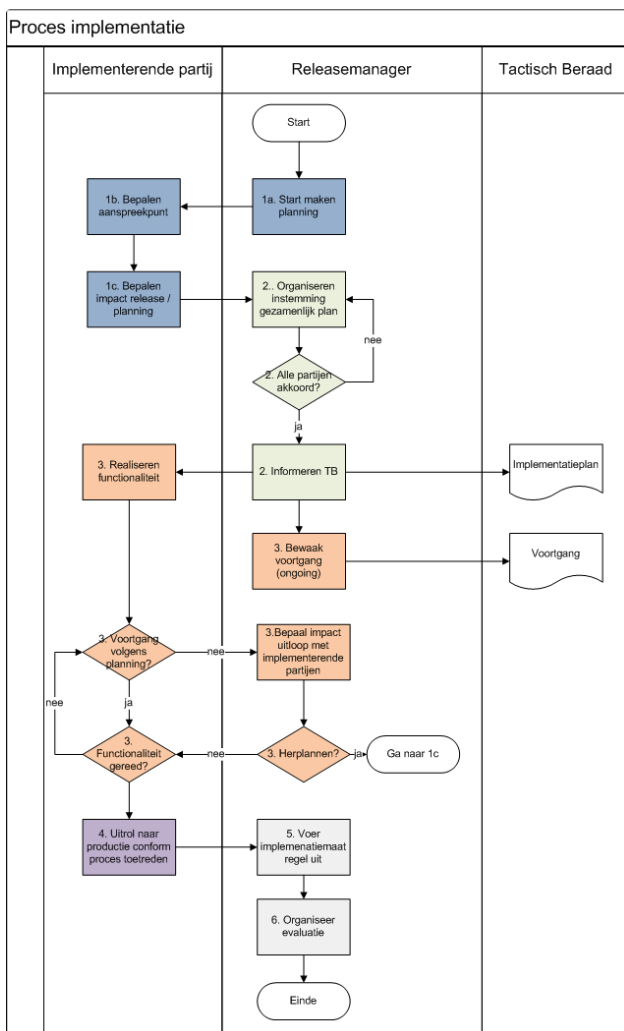 Proces implementatie
Implementerende partij
Releasemanager
Tactisch Beraad
Start
1b. Bepalen
aanspreekpunt
1a. Start maken
planning
1c. Bepalen
impact release /
planning
2.. Organiseren
instemming
gezamenlijk plan
nee
2. Alle partijen
akkoord?
ja
3. Realiseren
functionaliteit
2. Informeren TB
Implementatieplan
3. Bewaak
voortgang
(ongoing)
Voortgang
3. Voortgang
volgens
planning?
nee
3.Bepaal impact
uitloop met
implementerende
partijen
nee
ja
3.
Functionaliteit
gereed?
nee
3. Herplannen?
ja
Ga naar 1c
4. Uitrol naar
productie conform
proces toetreden
5. Voer
implemenatiemaat
regel uit
6. Organiseer
evaluatie
Einde